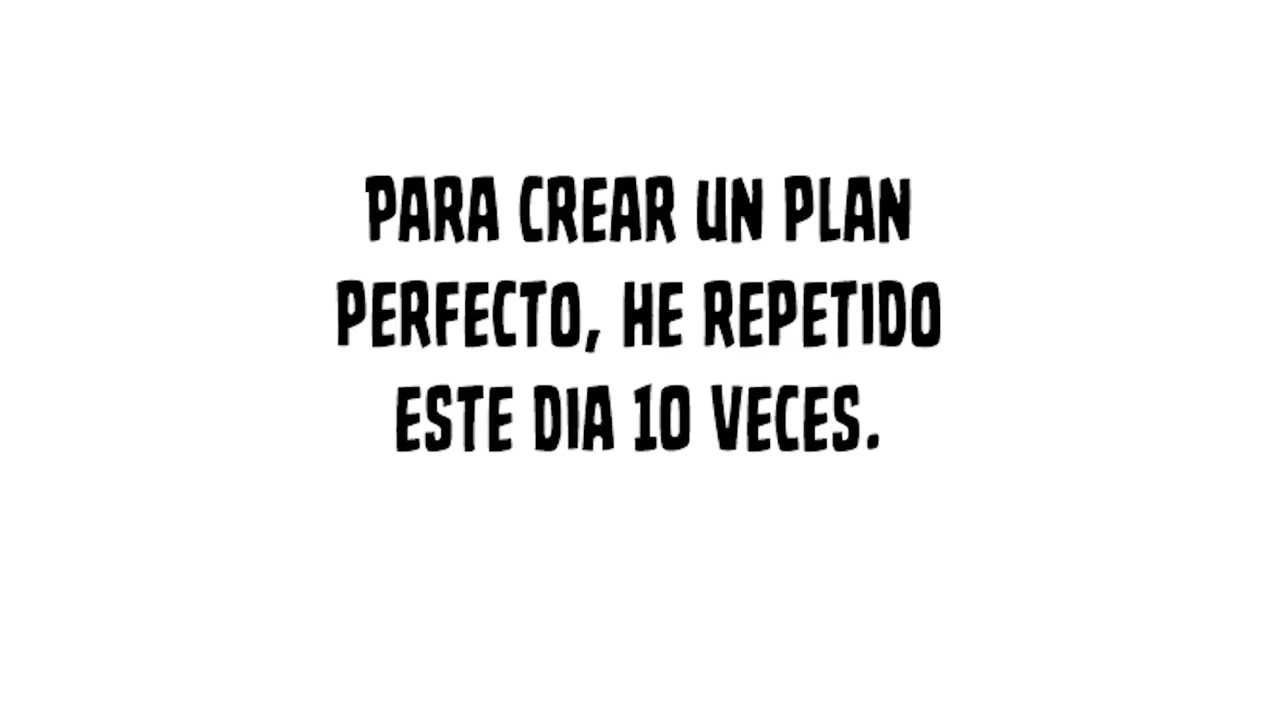 PARA CREAR UN PLAN
PERFECTO, HE REPETIDO
ESTE DIA 10 VECES.